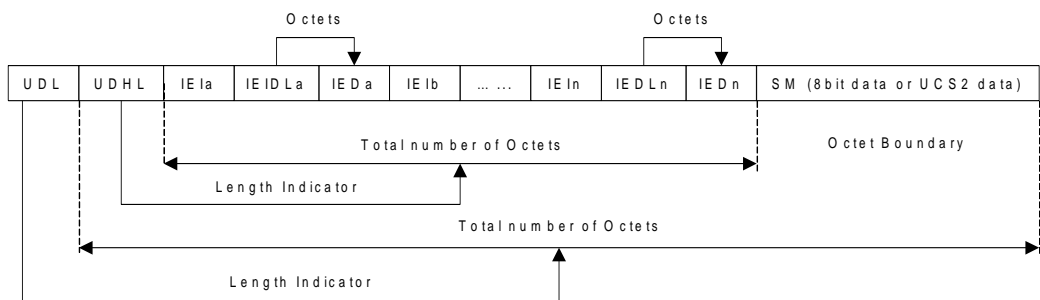 Octets Octets
UDL UDHL IEIa IEIDLa IEDa IEIb ... ... IEIn IEDLn IEDn SM (8bit data or UCS2 data)
Total number of Octets Octet Boundary
Length Indicator
Total number of Octets
Length Indicator